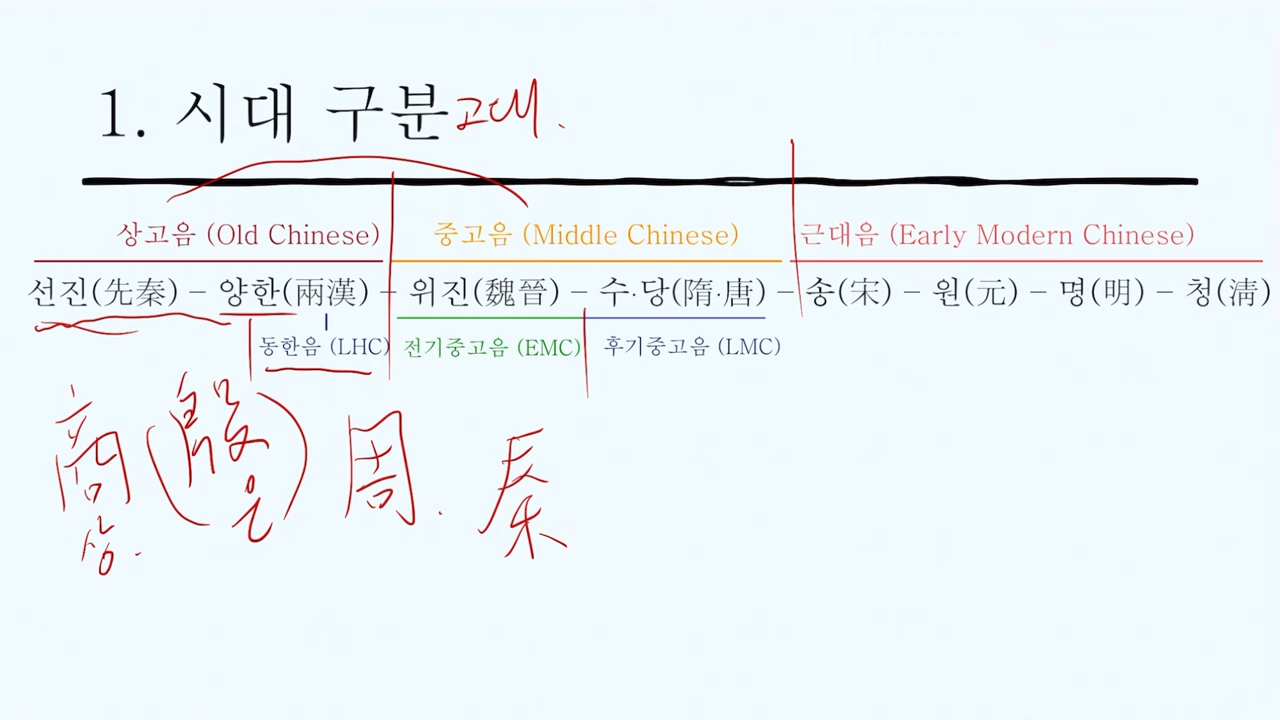 1. 시대 구분 고대.
상고음 (Old Chinese) 중고음 (Middle Chinese) 근대음 (Early Modern Chinese)
선진(先秦) – 양한(兩漢) – 위진(魏晉) – 수·당(隋·唐) – 송(宋) – 원(元) – 명(明) – 청(淸)
동한음 (LHC) 전기중고음 (EMC) 후기중고음 (LMC)
商 (殷) 周. 秦
상. 은